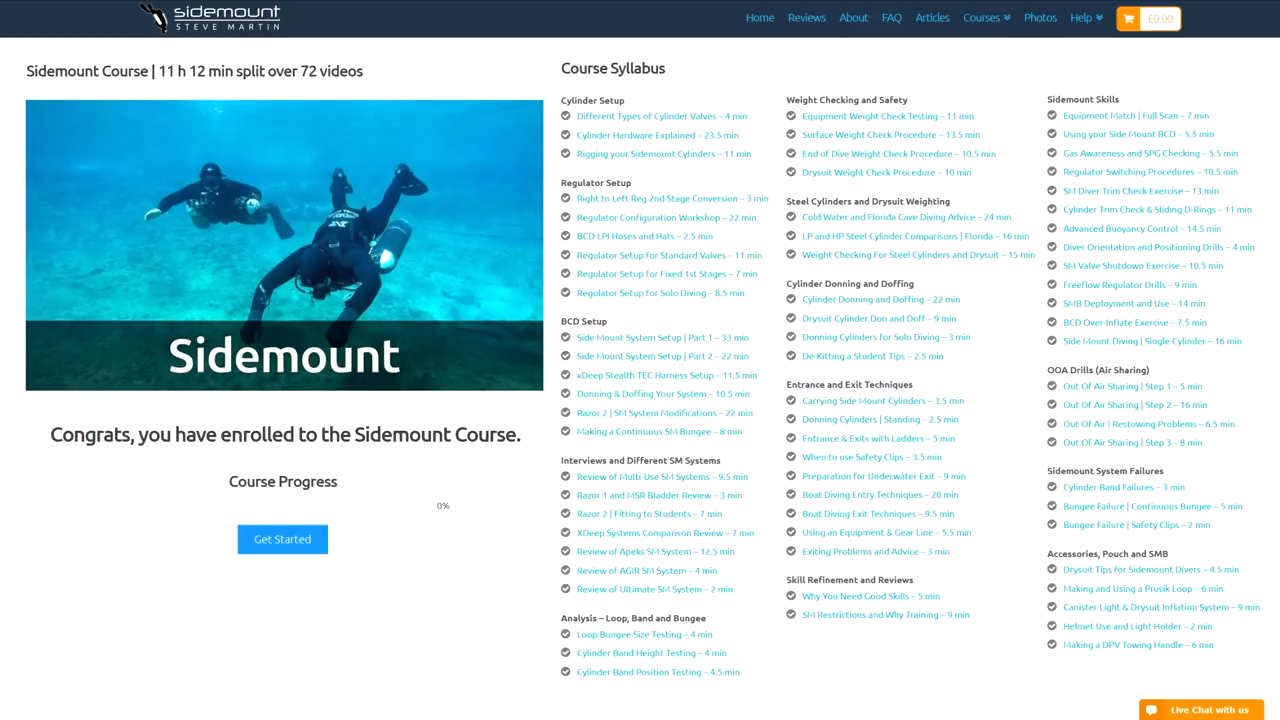 sidemount
STEVE MARTIN
Home
Reviews
About
FAQ
Articles
Courses
Photos
Help
£0.00
Sidemount Course | 11 h 12 min split over 72 videos
Sidemount
Congrats, you have enrolled to the Sidemount Course.
Course Progress
0%
Get Started
Course Syllabus
Cylinder Setup
Different Types of Cylinder Valves – 4 min
Cylinder Hardware Explained – 23.5 min
Rigging your Sidemount Cylinders – 11 min
Regulator Setup
Right to Left Reg 2nd Stage Conversion – 3 min
Regulator Configuration Workshop – 22 min
BCD LPI Hoses and Hats – 2.5 min
Regulator Setup for Standard Valves – 11 min
Regulator Setup for Fixed 1st Stages – 7 min
Regulator Setup for Solo Diving – 8.5 min
BCD Setup
Side Mount System Setup | Part 1 – 33 min
Side Mount System Setup | Part 2 – 22 min
xDeep Stealth TEC Harness Setup – 11.5 min
Donning & Doffing Your System – 10.5 min
Razor 2 | SM System Modifications – 22 min
Making a Continuous SM Bungee – 8 min
Interviews and Different SM Systems
Review of Multi-Use SM Systems – 9.5 min
Razor 1 and MSR Bladder Review – 3 min
Razor 2 | Fitting to Students – 7 min
XDeep Systems Comparison Review – 7 min
Review of Apeks SM System – 12.5 min
Review of AGIR SM System – 4 min
Review of Ultimate SM System – 2 min
Analysis – Loop, Band and Bungee
Loop Bungee Size Testing – 4 min
Cylinder Band Height Testing – 4 min
Cylinder Band Position Testing – 4.5 min
Weight Checking and Safety
Equipment Weight Check Testing – 11 min
Surface Weight Check Procedure – 13.5 min
End of Dive Weight Check Procedure – 10.5 min
Drysuit Weight Check Procedure – 10 min
Steel Cylinders and Drysuit Weighting
Cold Water and Florida Cave Diving Advice – 24 min
LP and HP Steel Cylinder Comparisons | Florida – 16 min
Weight Checking For Steel Cylinders and Drysuit – 15 min
Cylinder Donning and Doffing
Cylinder Donning and Doffing – 22 min
Drysuit Cylinder Don and Doff – 9 min
Donning Cylinders for Solo Diving – 3 min
De-Kitting a Student Tips – 2.5 min
Entrance and Exit Techniques
Carrying Side Mount Cylinders – 3.5 min
Donning Cylinders | Standing – 2.5 min
Entrance & Exits with Ladders – 5 min
When to use Safety Clips – 3.5 min
Preparation for Underwater Exit – 9 min
Boat Diving Entry Techniques – 20 min
Boat Diving Exit Techniques – 9.5 min
Using an Equipment & Gear Line – 5.5 min
Exiting Problems and Advice – 3 min
Skill Refinement and Reviews
Why You Need Good Skills – 5 min
SM Restrictions and Why Training – 9 min
Sidemount Skills
Equipment Match | Full Scan – 7 min
Using your Side Mount BCD – 5.5 min
Gas Awareness and SPG Checking – 5.5 min
Regulator Switching Procedures – 10.5 min
SM Diver Trim Check Exercise – 13 min
Cylinder Trim Check & Sliding D-Rings – 11 min
Advanced Buoyancy Control – 14.5 min
Diver Orientation and Positioning Drills – 4 min
SM Valve Shutdown Exercise – 10.5 min
Freeflow Regulator Drills – 9 min
SMB Deployment and Use – 14 min
BCD Over-Inflate Exercise – 7.5 min
Side Mount Diving | Single Cylinder – 16 min
OOA Drills (Air Sharing)
Out Of Air Sharing | Step 1 – 5 min
Out Of Air Sharing | Step 2 – 16 min
Out Of Air | Restowing Problems – 6.5 min
Out Of Air Sharing | Step 3 – 8 min
Sidemount System Failures
Cylinder Band Failures – 3 min
Bungee Failure | Continuous Bungee – 5 min
Bungee Failure | Safety Clips – 2 min
Accessories, Pouch and SMB
Drysuit Tips for Sidemount Divers – 4.5 min
Making and Using a Prusik Loop – 6 min
Canister Light & Drysuit Inflation System – 9 min
Helmet Use and Light Holder – 2 min
Making a DPV Towing Handle – 6 min
Live Chat with us